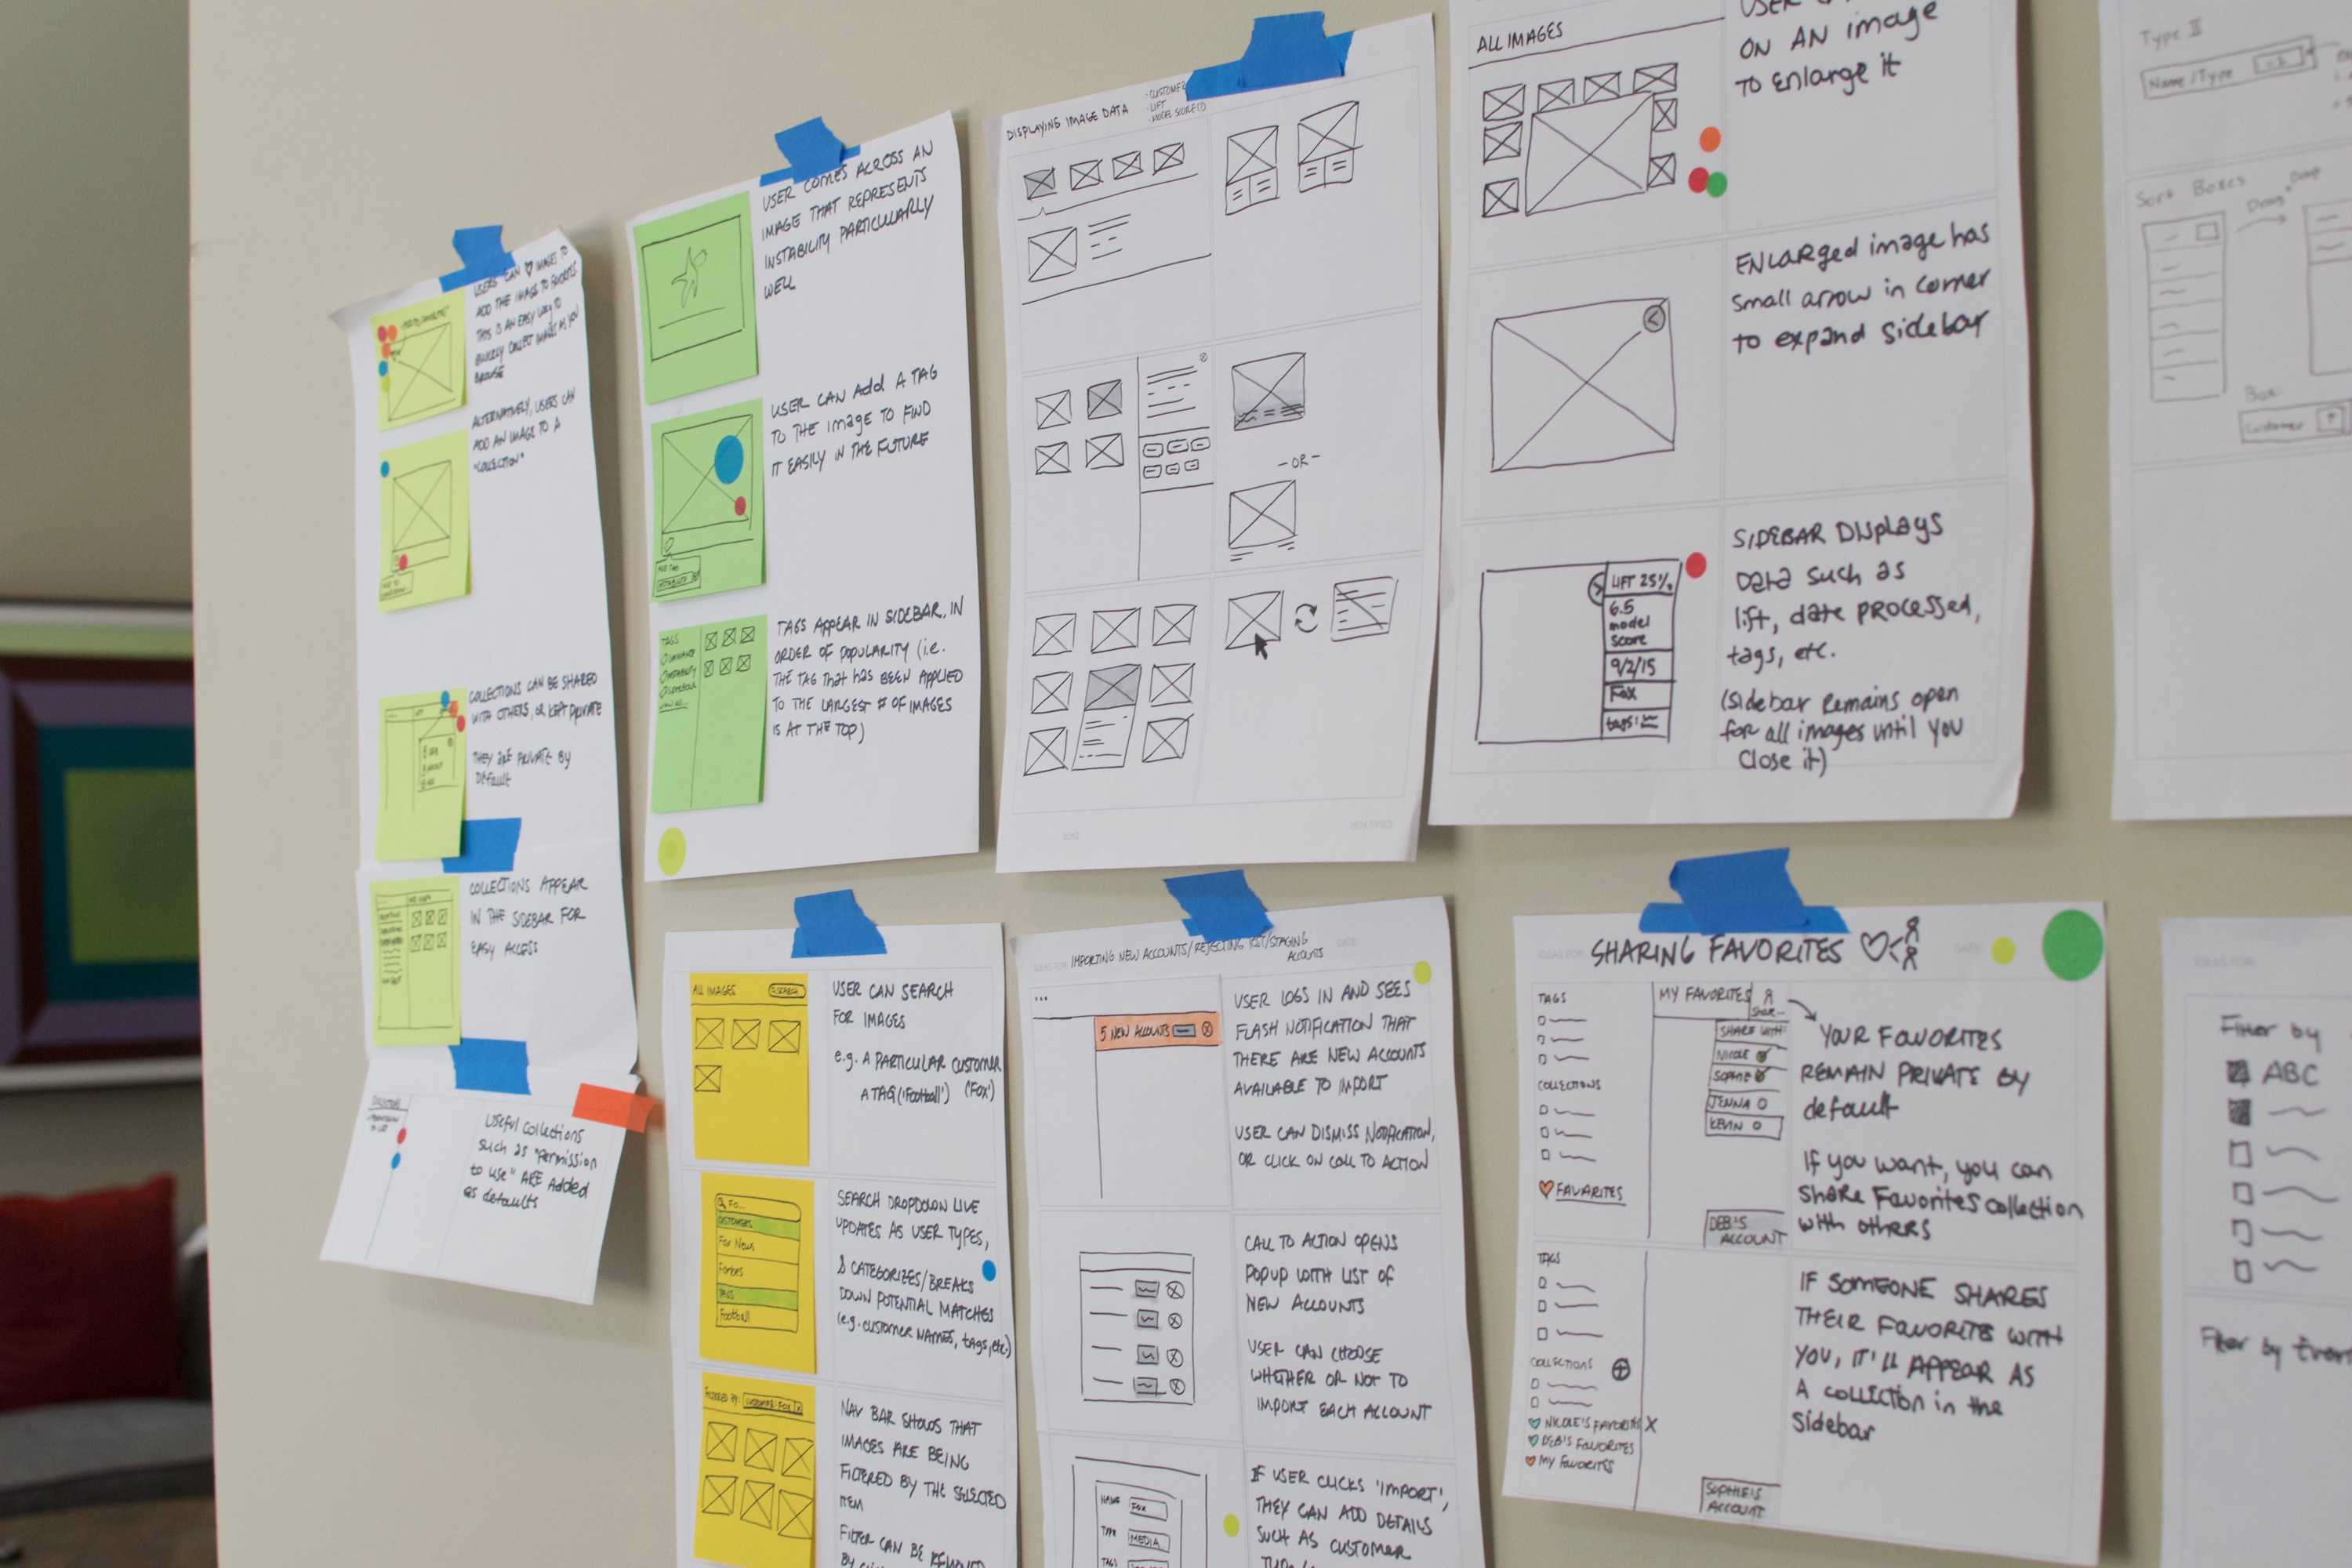 USERS CAN ♡ IMAGES TO
ADD THE IMAGE TO FAVORITES.
THIS IS AN EASY WAY TO
QUICKLY COLLECT IMAGES AS YOU
BROWSE
ALTERNATIVELY, USERS CAN
ADD AN IMAGE TO A
"COLLECTION"
COLLECTIONS CAN BE SHARED
WITH OTHERS, OR KEPT PRIVATE
THEY ARE PRIVATE BY
DEFAULT
COLLECTIONS APPEAR
IN THE SIDEBAR FOR
EASY ACCESS
USEFUL COLLECTIONS
SUCH AS "PERMISSION
TO USE" ARE ADDED
AS DEFAULTS
USER COMES ACROSS AN
IMAGE THAT REPRESENTS
INSTABILITY PARTICULARLY
WELL
USER CAN ADD A TAG
TO THE IMAGE TO FIND
IT EASILY IN THE FUTURE
ADD TAG
TAGS
TAGS APPEAR IN SIDEBAR, IN
ORDER OF POPULARITY (i.e.
THE TAG THAT HAS BEEN APPLIED
TO THE LARGEST # OF IMAGES
IS AT THE TOP)
DISPLAYING IMAGE DATA
- CUSTOMER
- LIFT
- MODEL SCORE(?)
- OR -
DATE
IDEAS FOR:
ALL IMAGES
USER
ON AN image
TO Enlarge it
ENLARged image has
small arrow in corner
to expand sidebar
LIFT 25%
6.5
model
score
9/2/15
Fox
tags:
SIDEBAR DISPLAYS
DATA such as
lift, date PROCESSED,
tags, etc.
(sidebar Remains open
for all images until you
Close it)
Type II
Name/Type
Sort Boxes
Drag
Drop
Box:
Customer
ALL IMAGES
SEARCH
USER CAN SEARCH
FOR IMAGES
e.g. A PARTICULAR CUSTOMER
('FOX')
A TAG ('Football')
FO...
CUSTOMERS
Fox News
Forbes
TAGS
Football
SEARCH DROPDOWN LIVE
UPDATES AS USER TYPES,
& CATEGORIZES/BREAKS
DOWN POTENTIAL MATCHES
(e.g. CUSTOMER NAMES, tags, etc.)
FILTERED BY: CUSTOMER: FOX X
NAV BAR SHOWS THAT
IMAGES ARE BEING
FILTERED BY THE SELECTED
ITEM
FILTER CAN BE REMOVED
IDEAS FOR:
IMPORTING NEW ACCOUNTS/REJECTING TEST/STAGING
ACCOUNTS
DATE
5 NEW ACCOUNTS
USER LOGS IN AND SEES
FLASH NOTIFICATION THAT
THERE ARE NEW ACCOUNTS
AVAILABLE TO IMPORT
USER CAN DISMISS NOTIFICATION,
OR CLICK ON CALL TO ACTION
CALL TO ACTION OPENS
POPUP WITH LIST OF
NEW ACCOUNTS
USER CAN CHOOSE
WHETHER OR NOT TO
IMPORT EACH ACCOUNT
NAME FOX
TYPE MEDIA
TAGS
IF USER CLICKS 'IMPORT',
THEY CAN ADD DETAILS
SUCH AS CUSTOMER
IDEAS FOR:
SHARING FAVORITES
DATE
TAGS
COLLECTIONS
FAVARITES
MY FAVORITES
Share
SHARE WITH:
NICOLE
SOPHIE
JENNA
KEVIN
DEB'S
ACCOUNT
YOUR FAVORITES
REMAIN PRIVATE BY
default
If you want, you can
share Favorites collection
with others
TAGS
COLLECTIONS
NICOLE'S FAVORITES X
DEB'S FAVORITES
MY FAVORITES
SOPHIE'S
ACCOUNT
IF SOMEONE SHARES
THEIR FAVORITES WITH
YOU, IT'LL APPEAR AS
A COLLECTION in the
Sidebar
IDEAS FOR:
Filter by
ABC
Filter by